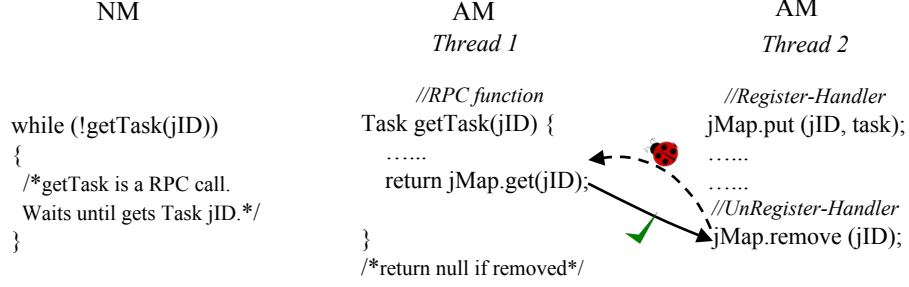 NM
while (!getTask(jID))
{
/*getTask is a RPC call.
Waits until gets Task jID.*/
}
AM
Thread 1
//RPC function
Task getTask(jID) {
…...
return jMap.get(jID);
}
/*return null if removed*/
AM
Thread 2
//Register-Handler
jMap.put (jID, task);
…...
…...
//UnRegister-Handler
jMap.remove (jID);